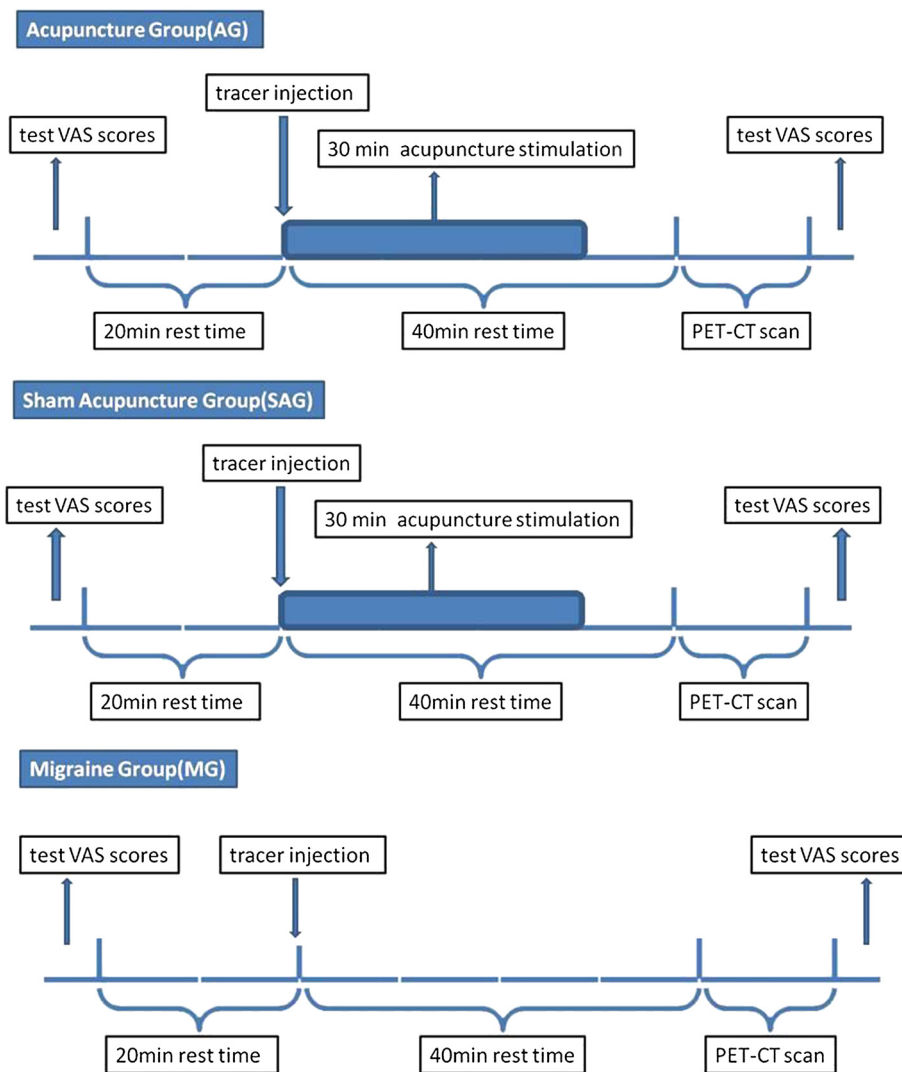 Acupuncture Group(AG)
tracer injection
test VAS scores
30 min acupuncture stimulation
test VAS scores
20min rest time
40min rest time
PET-CT scan
Sham Acupuncture Group(SAG)
tracer injection
test VAS scores
30 min acupuncture stimulation
test VAS scores
20min rest time
40min rest time
PET-CT scan
Migraine Group(MG)
test VAS scores
tracer injection
test VAS scores
20min rest time
40min rest time
PET-CT scan